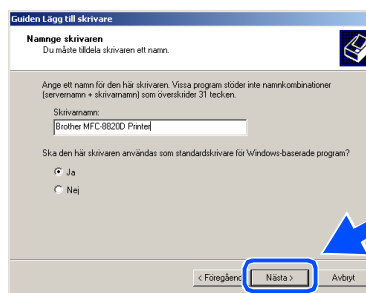 Guiden Lägg till skrivare
Namnge skrivaren
Du måste tilldela skrivaren ett namn.
Ange ett namn för den här skrivaren. Vissa program stöder inte namnkombinationer
(servernamn + skrivarnamn) som överskrider 31 tecken.
Skrivarnamn:
Brother MFC-8820D Printer
Ska den här skrivaren användas som standardskrivare för Windows-baserade program?
Ja
Nej
< Föregåend Nästa > Avbryt